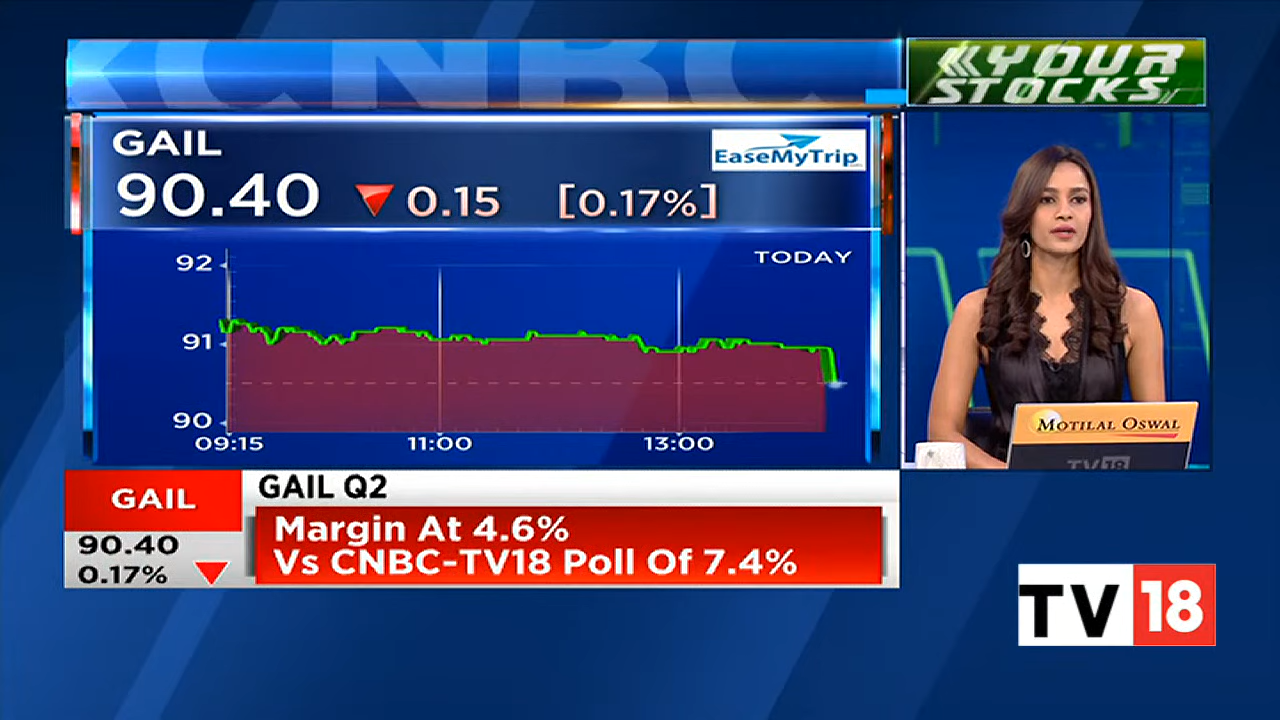 CNBC
YOUR
STOCKS
GAIL
90.40 0.15 [0.17%]
EaseMyTrip
TODAY
92
91
90
09:15 11:00 13:00
MOTILAL OSWAL
TV18
GAIL
90.40
0.17%
GAIL Q2
Margin At 4.6%
Vs CNBC-TV18 Poll Of 7.4%
TV18